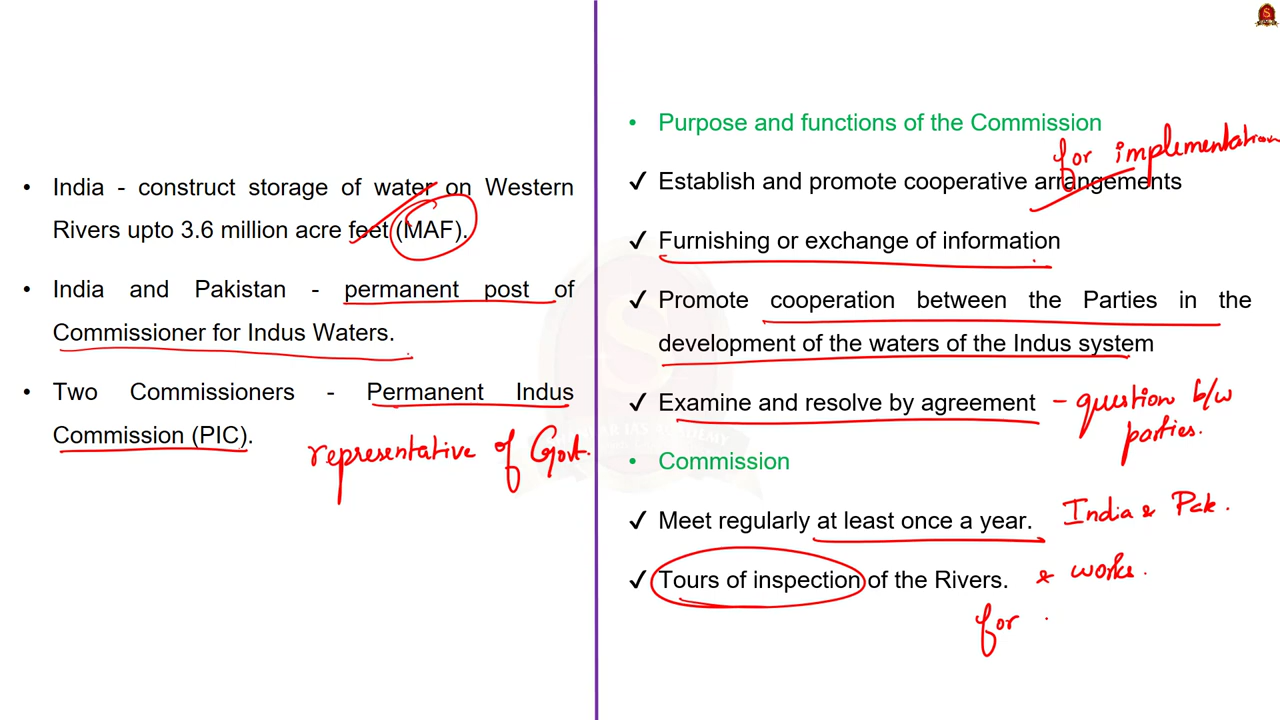 • India - construct storage of water on Western
Rivers upto 3.6 million acre feet (MAF).
• India and Pakistan - permanent post of
Commissioner for Indus Waters.
• Two Commissioners - Permanent Indus
Commission (PIC).
representative of Govt.
• Purpose and functions of the Commission
for implementation
✓ Establish and promote cooperative arrangements
✓ Furnishing or exchange of information
✓ Promote cooperation between the Parties in the
development of the waters of the Indus system
✓ Examine and resolve by agreement - question b/w
parties.
• Commission
✓ Meet regularly at least once a year. India & Pak.
✓ Tours of inspection of the Rivers. & works.
for